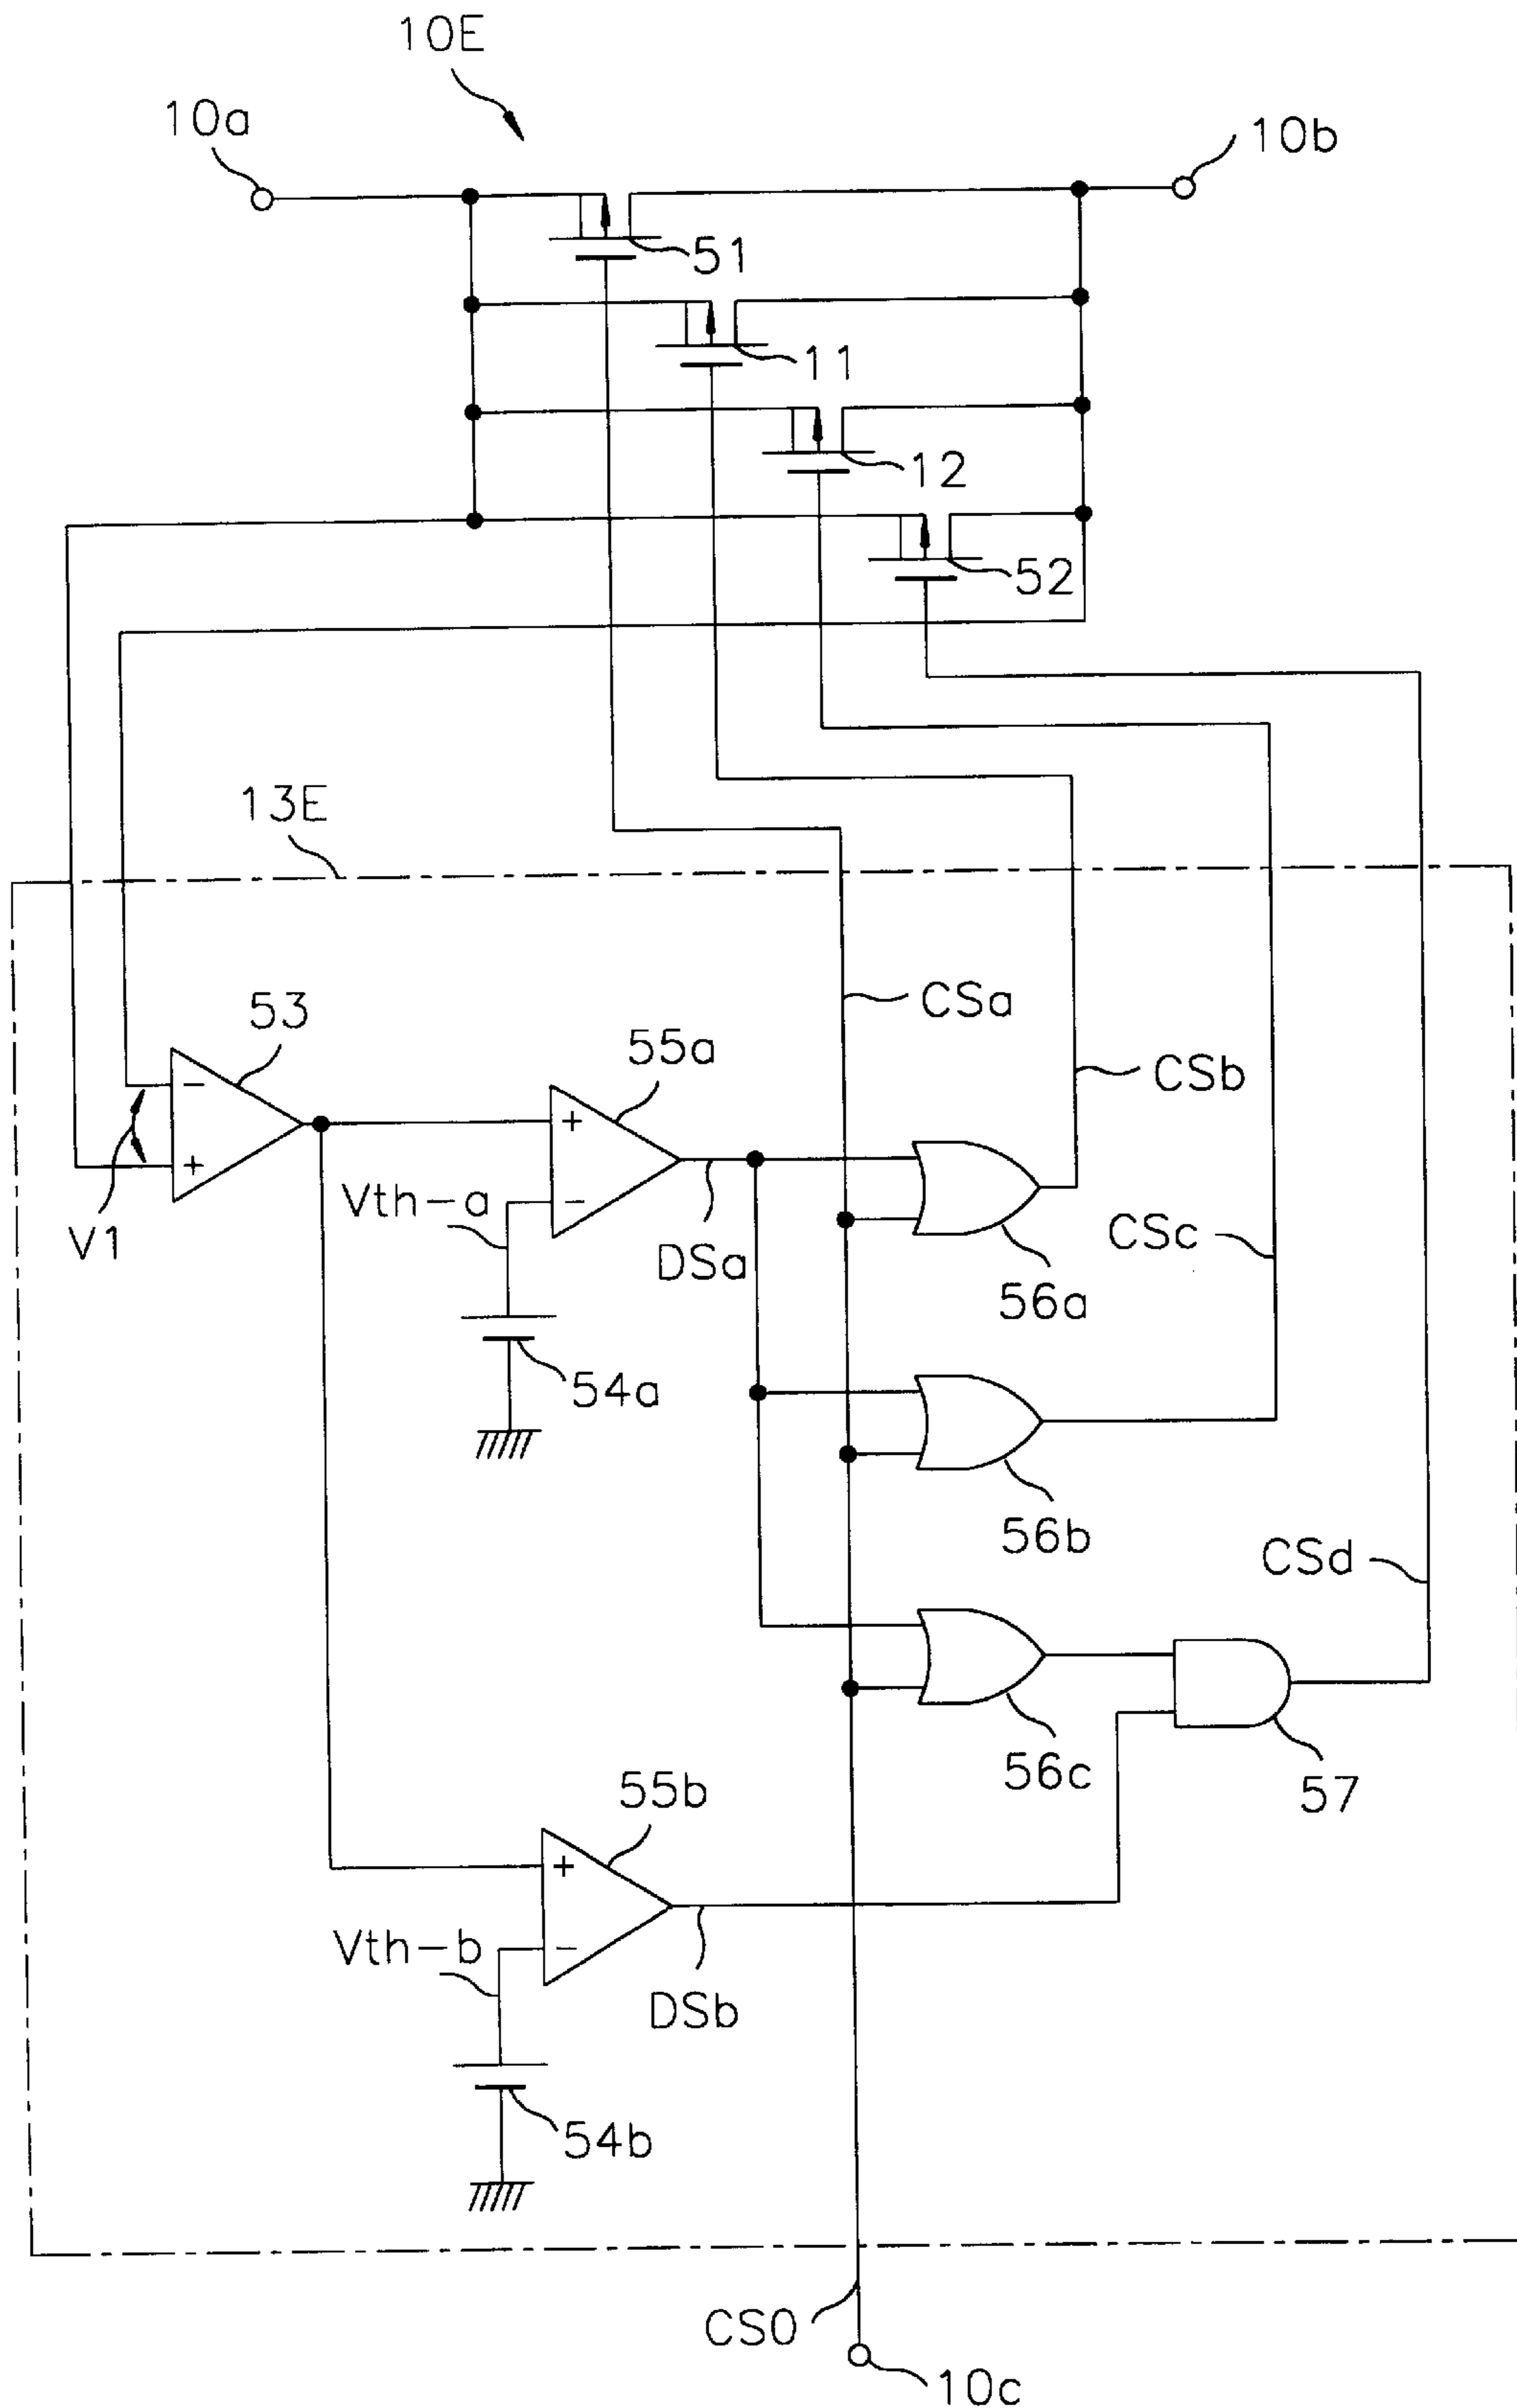 10E
10a
10b
51
11
12
52
13E
CSa
53
55a
CSb
Vth-a
V1
DSa
CSc
56a
54a
56b
CSd
56c
57
55b
Vth-b
DSb
54b
CS0
10c